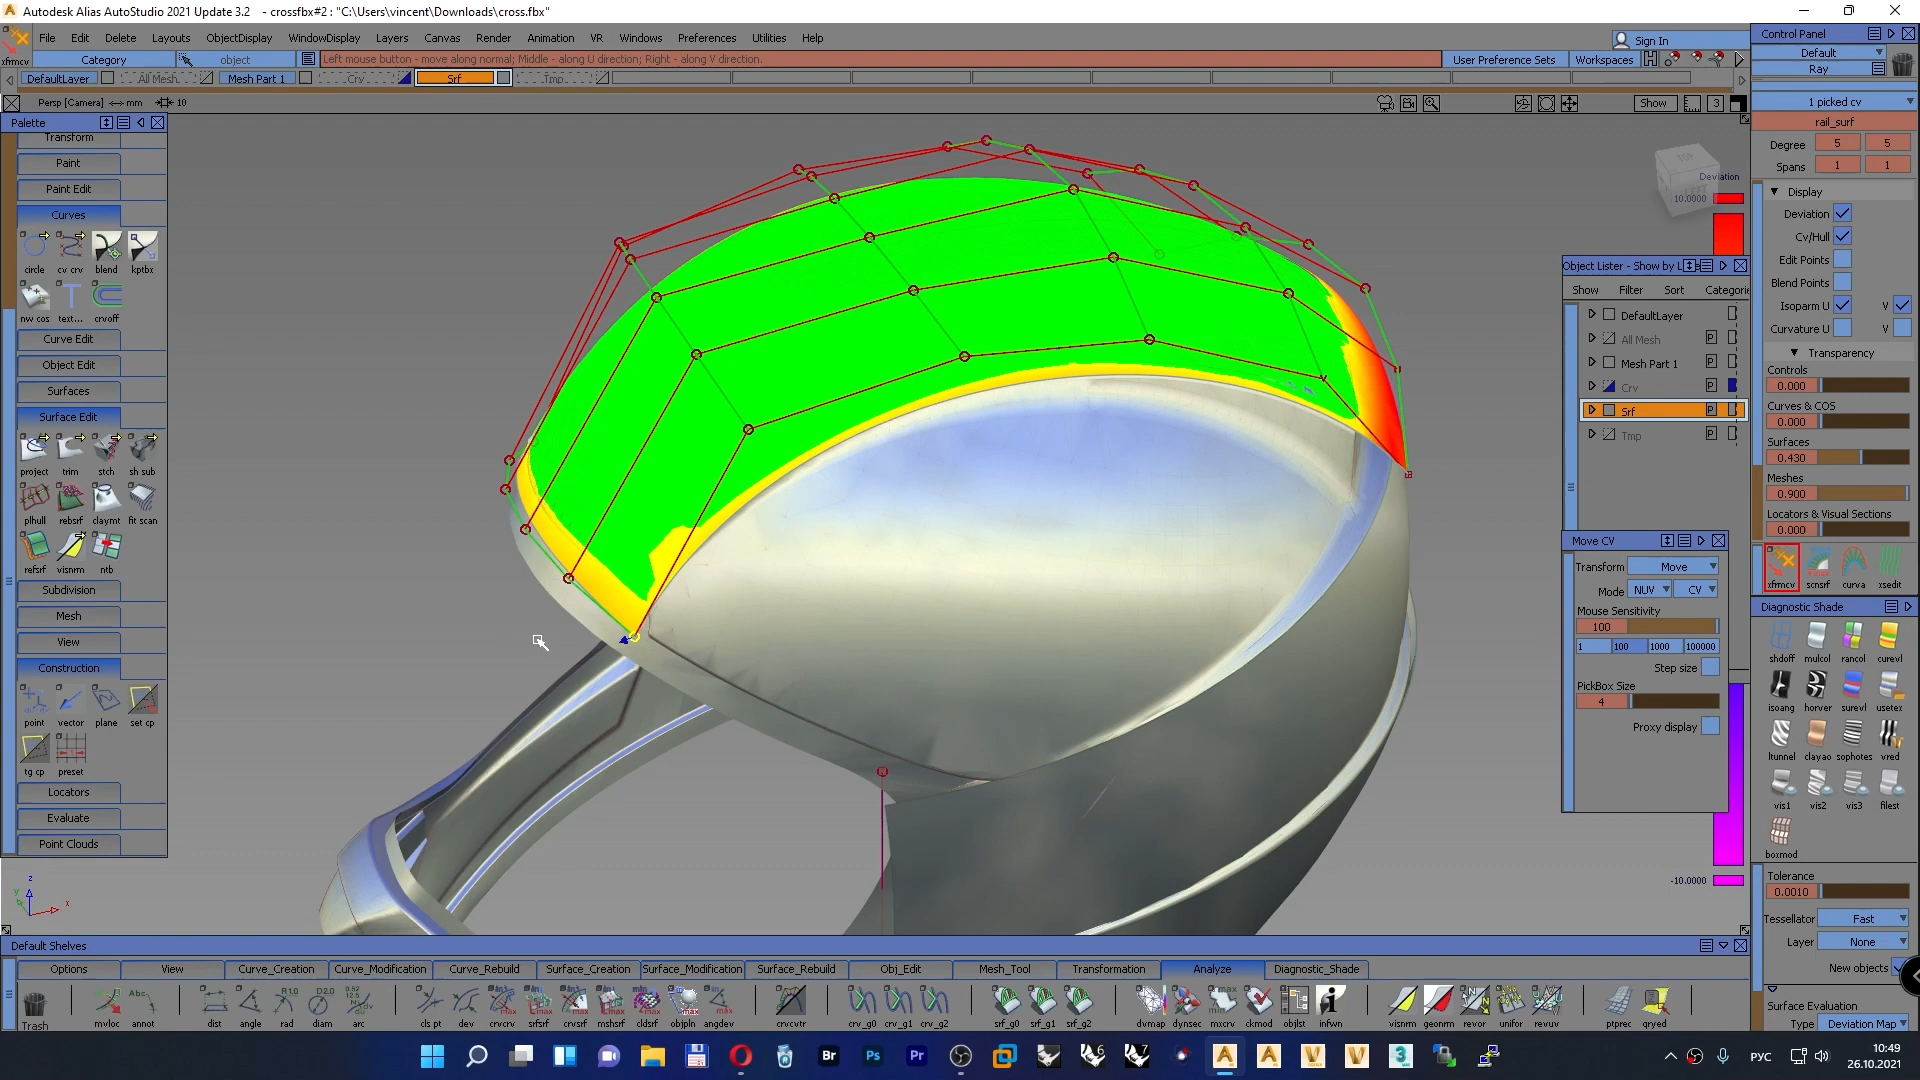 Autodesk Alias AutoStudio 2021 Update 3.2 - crossfbx#2 : "C:\Users\vincent\Downloads\cross.fbx"
File Edit Delete Layouts ObjectDisplay WindowDisplay Layers Canvas Render Animation VR Windows Preferences Utilities Help
Sign In
xfrmcv
Category
object
Left mouse button - move along normal; Middle - along U direction; Right - along V direction.
User Preference Sets
Workspaces
DefaultLayer
All Mesh
Mesh Part 1
Crv
Srf
Tmp
Persp [Camera] <-> mm 10
Show
3
Palette
Transform
Paint
Paint Edit
Curves
circle cv crv blend kptbx
nw cos text... crvoff
Curve Edit
Object Edit
Surfaces
Surface Edit
project trim stch sh sub
plhull rebsrf claymt fit scan
refsrf visnrm ntb
Subdivision
Mesh
View
Construction
point vector plane set cp
tg cp preset
Locators
Evaluate
Point Clouds
z
y
x
TOP
LEFT
Deviation
10.0000
-10.0000
Object Lister - Show by L
Show Filter Sort Categorie
DefaultLayer
All Mesh P
Mesh Part 1 P
Crv P
Srf P
Tmp P
Move CV
Transform Move
Mode NUV CV
Mouse Sensitivity
100
1 100 1000 100000
Step size
PickBox Size
4
Proxy display
Control Panel
Default
Ray
1 picked cv
rail_surf
Degree 5 5
Spans 1 1
Display
Deviation
Cv/Hull
Edit Points
Blend Points
Isoparm U V
Curvature U V
Transparency
Controls
0.000
Curves & COS
0.000
Surfaces
0.430
Meshes
0.900
Locators & Visual Sections
0.000
xfrmcv scnsrf curva xsedit
Diagnostic Shade
shdoff mulcol rancol curevl
isoang horver surevl usetex
ltunnel clayao sophotes vred
vis1 vis2 vis3 filest
boxmod
Tolerance
0.0010
Tessellator Fast
Layer None
New objects
Surface Evaluation
Type Deviation Map
Default Shelves
Options View Curve_Creation Curve_Modification Curve_Rebuild Surface_Creation Surface_Modification Surface_Rebuild Obj_Edit Mesh_Tool Transformation Analyze Diagnostic_Shade
Trash mvloc annot dist angle rad diam arc cls pt dev crvcrv srfsrf crvsrf mshsrf cldsrf objpln angdev crvcvtr crv_g0 crv_g1 crv_g2 srf_g0 srf_g1 srf_g2 dvmap dynsec mxcrv ckmod objlst infwn visnrm geonrm revor unifor revuv ptprec qryed
Br Ps Pr
РУС
10:49
26.10.2021